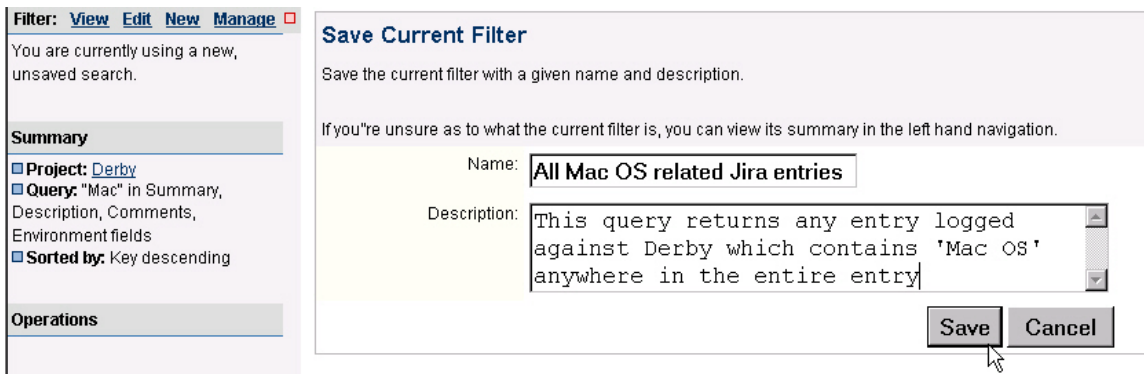 Filter: View Edit New Manage
You are currently using a new,
unsaved search.
Summary
Project: Derby
Query: "Mac" in Summary,
Description, Comments,
Environment fields
Sorted by: Key descending
Operations
Save Current Filter
Save the current filter with a given name and description.
If you"re unsure as to what the current filter is, you can view its summary in the left hand navigation.
Name: All Mac OS related Jira entries
Description: This query returns any entry logged
against Derby which contains 'Mac OS'
anywhere in the entire entry
Save Cancel